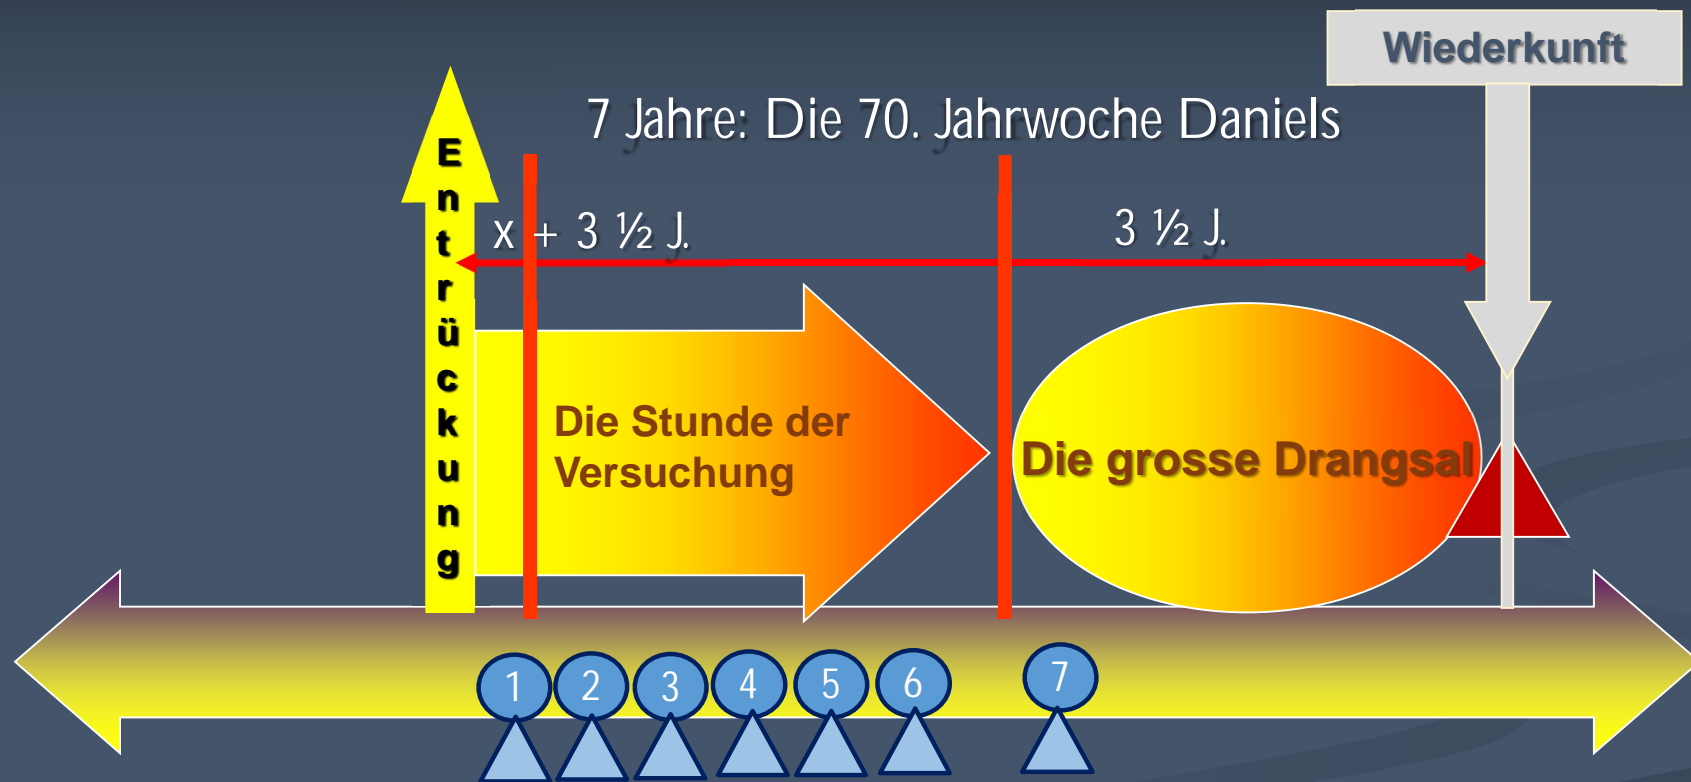 Wiederkunft
7 Jahre: Die 70. Jahrwoche Daniels
Entrückung
x + 3 ½ J.
3 ½ J.
Die Stunde der
Versuchung
Die grosse Drangsal
1 2 3 4 5 6 7